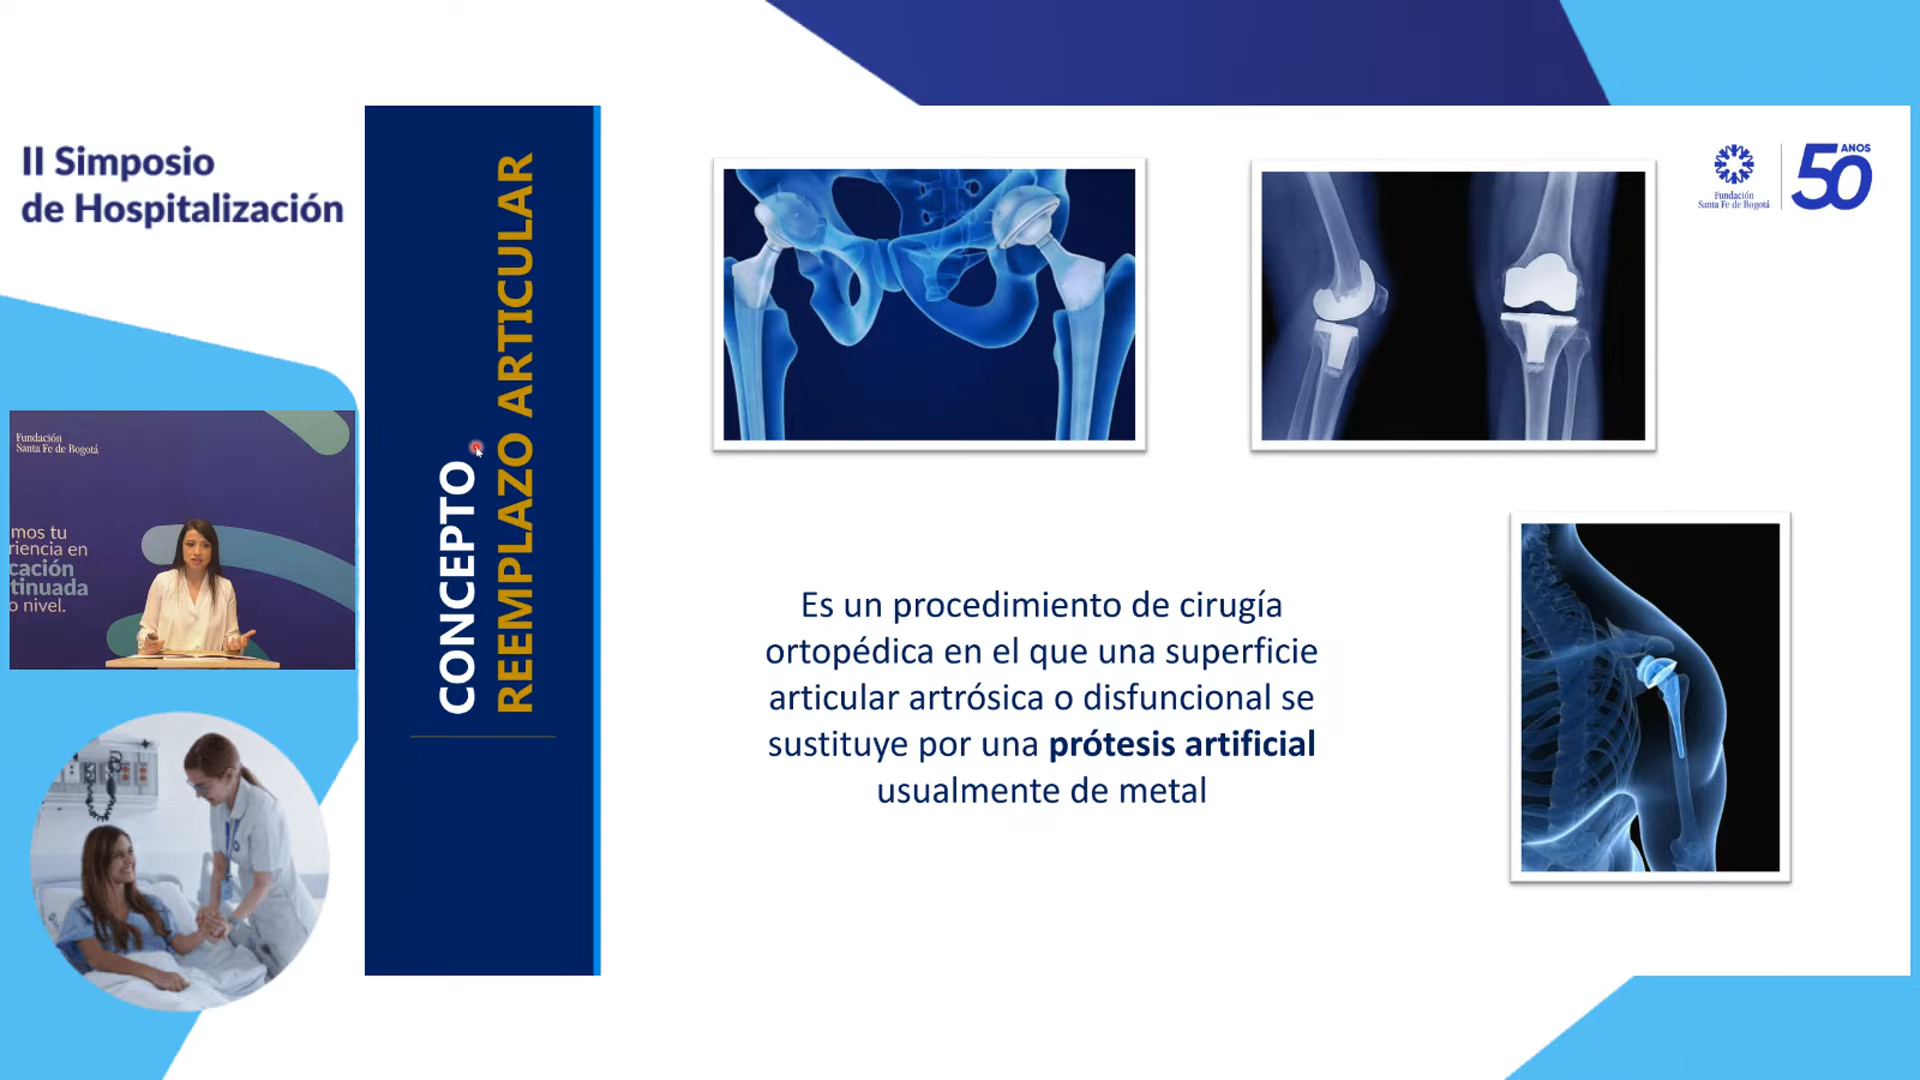 II Simposio
de Hospitalización
Fundación
Santa Fe de Bogotá
mos tu
riencia en
cación
tinuada
o nivel.
CONCEPTO
REEMPLAZO ARTICULAR
Es un procedimiento de cirugía
ortopédica en el que una superficie
articular artrósica o disfuncional se
sustituye por una prótesis artificial
usualmente de metal
Fundación
Santa Fe de Bogotá
50 AÑOS